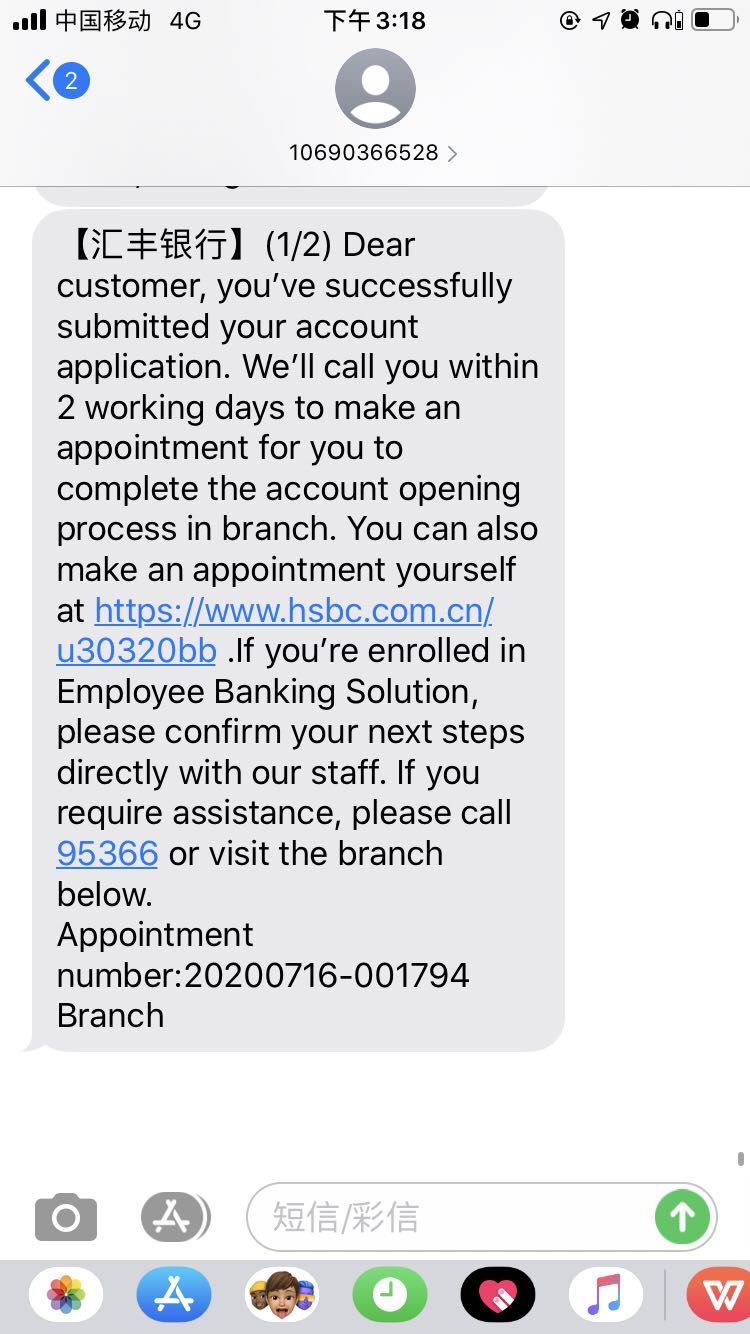 中国移动 4G 下午3:18
2
10690366528
【汇丰银行】(1/2) Dear
customer, you've successfully
submitted your account
application. We'll call you within
2 working days to make an
appointment for you to
complete the account opening
process in branch. You can also
make an appointment yourself
at https://www.hsbc.com.cn/
u30320bb .If you're enrolled in
Employee Banking Solution,
please confirm your next steps
directly with our staff. If you
require assistance, please call
95366 or visit the branch
below.
Appointment
number:20200716-001794
Branch
短信/彩信